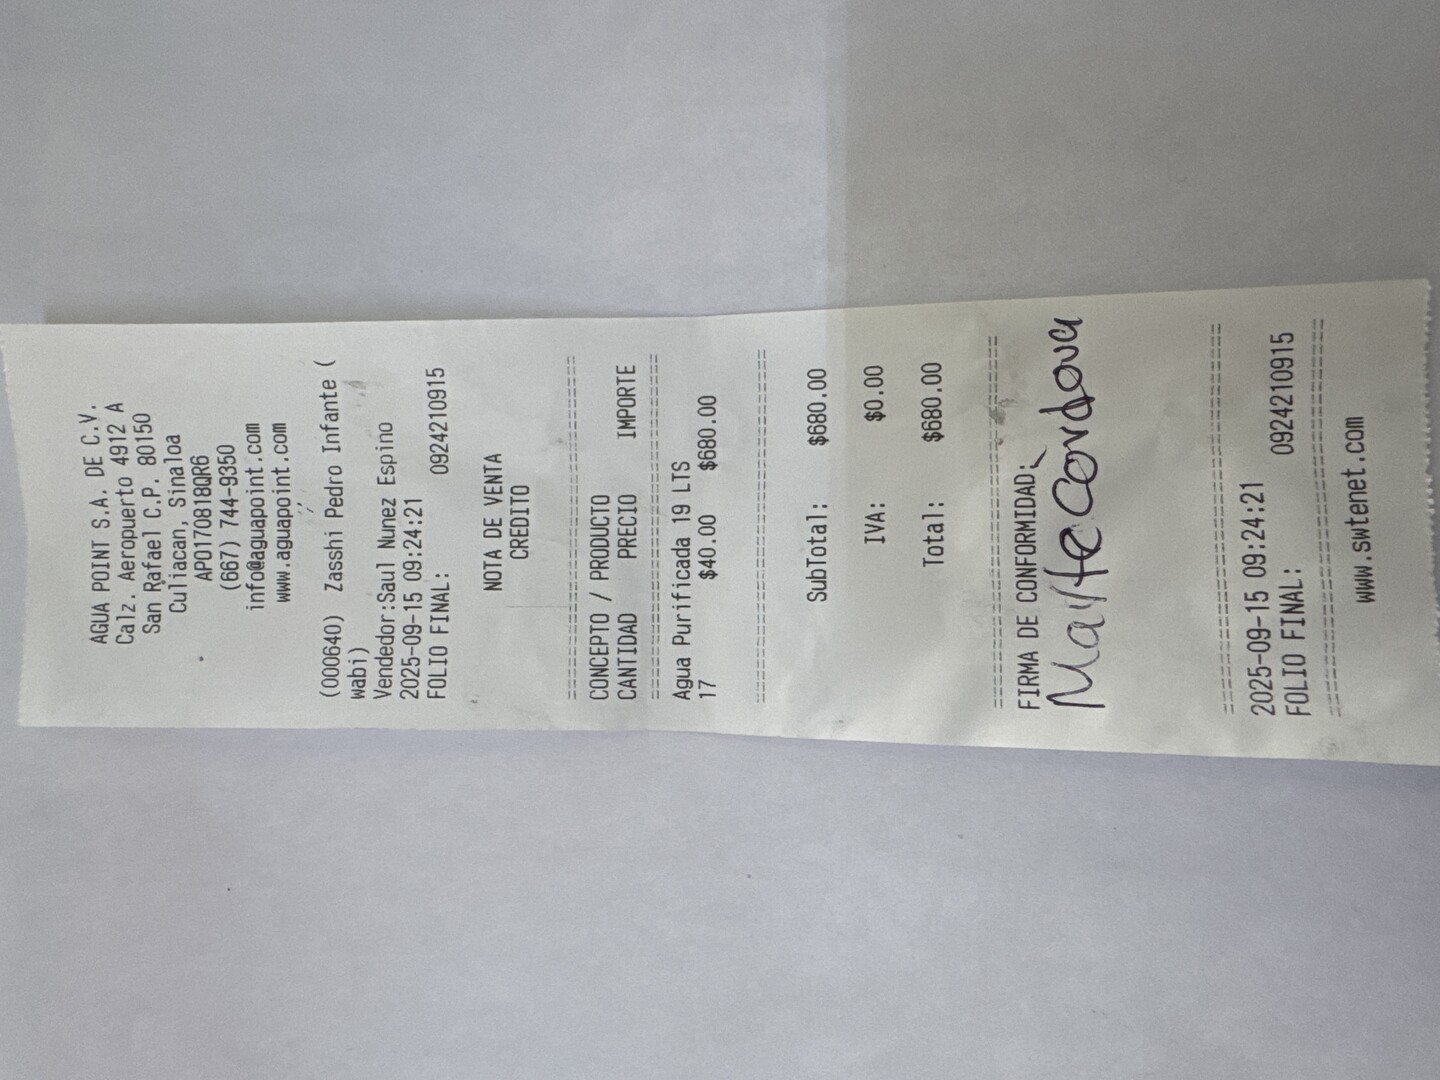 AGUA POINT S.A. DE C.V.
Calz. Aeropuerto 4912 A
San Rafael C.P. 80150
Culiacan, Sinaloa
APO170818QR6
(667) 744-9350
info@aguapoint.com
www.aguapoint.com
(000640) Zasshi Pedro Infante (
wabi)
Vendedor:Saul Nunez Espino
2025-09-15 09:24:21
FOLIO FINAL: 0924210915
NOTA DE VENTA
CREDITO
CONCEPTO / PRODUCTO
CANTIDAD PRECIO IMPORTE
Agua Purificada 19 LTS
17 $40.00 $680.00
SubTotal: $680.00
IVA: $0.00
Total: $680.00
FIRMA DE CONFORMIDAD:
Mayte Cordova
2025-09-15 09:24:21
FOLIO FINAL: 0924210915
www.swtenet.com